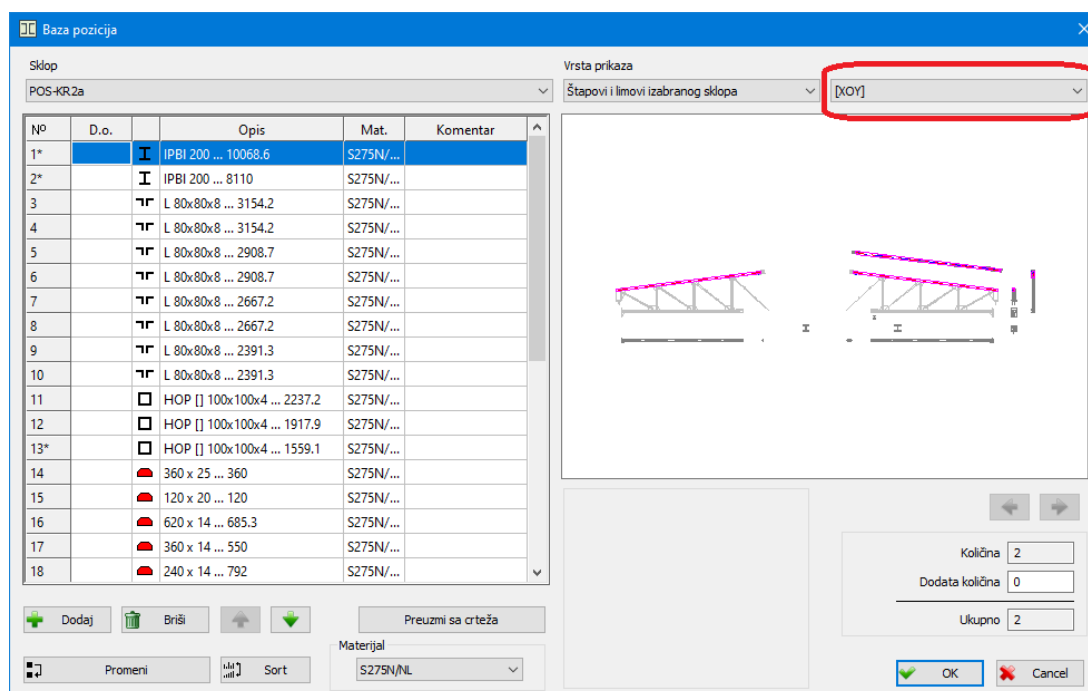 Baza pozicija
Sklop
POS-KR2a
Vrsta prikaza
Štapovi i limovi izabranog sklopa
[XOY]
Nº D.o. Opis Mat. Komentar
1* IPBI 200 ... 10068.6 S275N/...
2* IPBI 200 ... 8110 S275N/...
3 L 80x80x8 ... 3154.2 S275N/...
4 L 80x80x8 ... 3154.2 S275N/...
5 L 80x80x8 ... 2908.7 S275N/...
6 L 80x80x8 ... 2908.7 S275N/...
7 L 80x80x8 ... 2667.2 S275N/...
8 L 80x80x8 ... 2667.2 S275N/...
9 L 80x80x8 ... 2391.3 S275N/...
10 L 80x80x8 ... 2391.3 S275N/...
11 HOP [] 100x100x4 ... 2237.2 S275N/...
12 HOP [] 100x100x4 ... 1917.9 S275N/...
13* HOP [] 100x100x4 ... 1559.1 S275N/...
14 360 x 25 ... 360 S275N/...
15 120 x 20 ... 120 S275N/...
16 620 x 14 ... 685.3 S275N/...
17 360 x 14 ... 550 S275N/...
18 240 x 14 ... 792 S275N/...
Dodaj
Briši
Preuzmi sa crteža
Promeni
Sort
Materijal
S275N/NL
Količina 2
Dodata količina 0
Ukupno 2
OK
Cancel